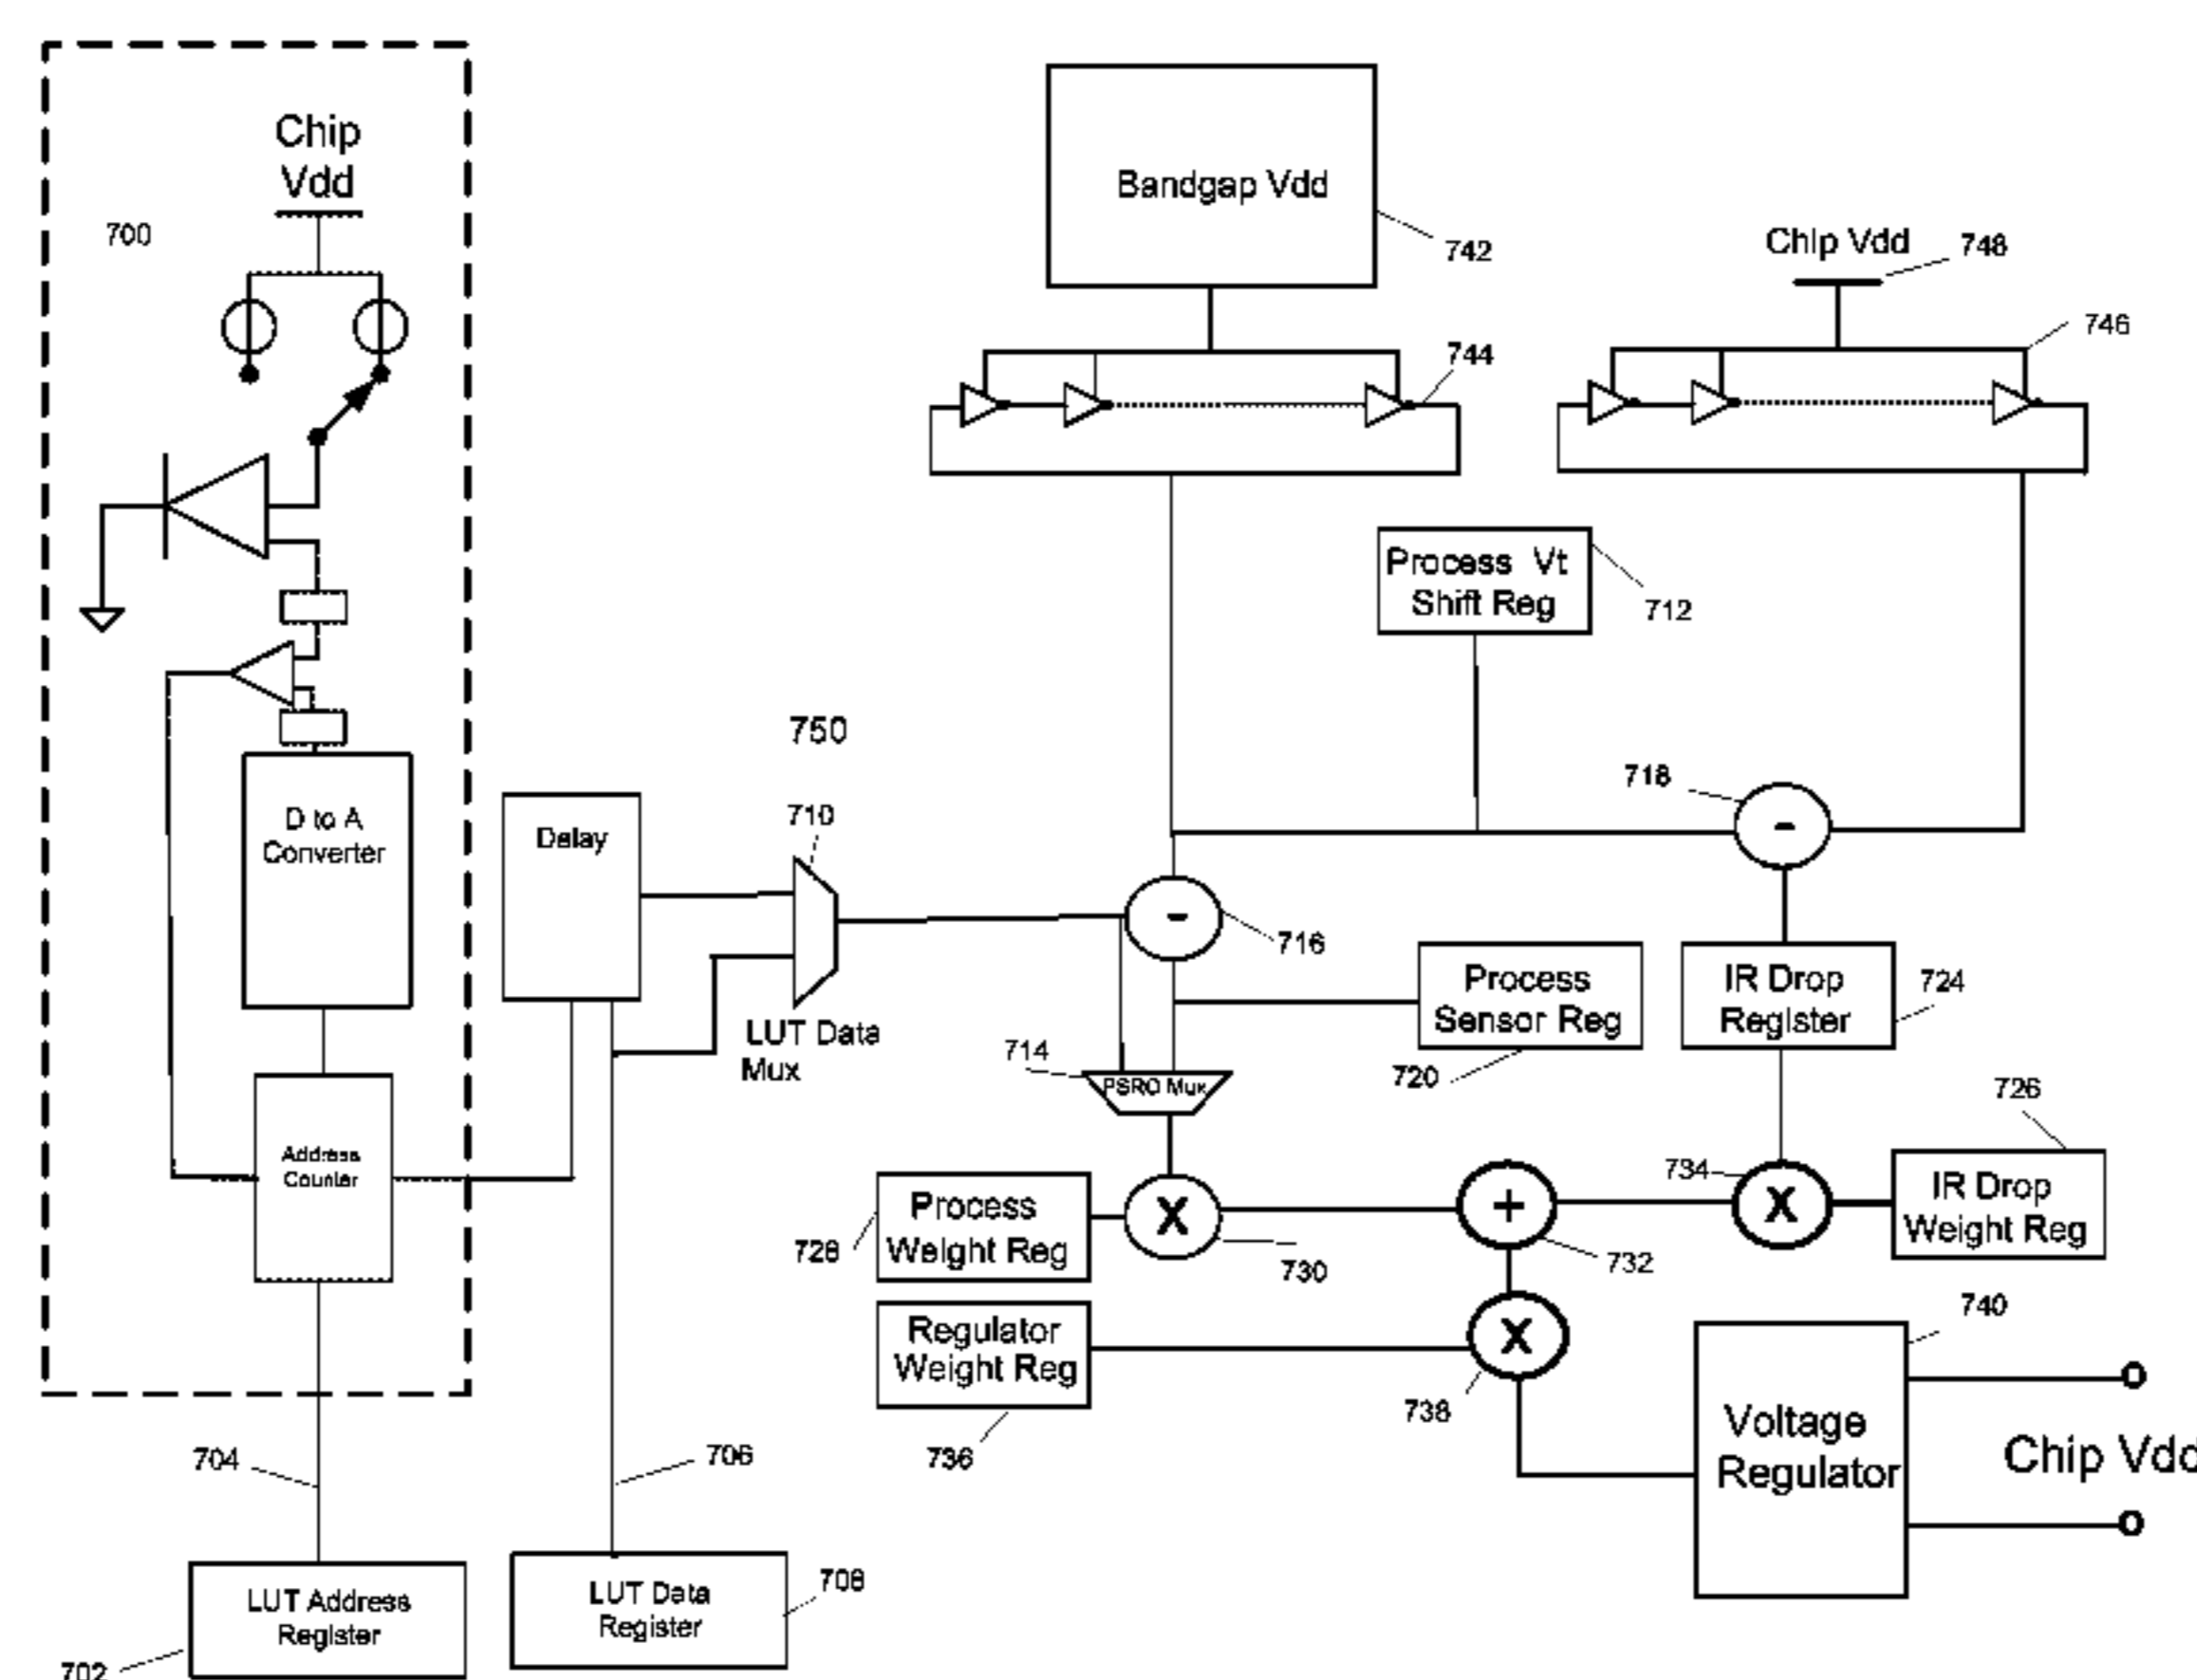 Chip
Vdd
700
D to A
Converter
Address
Counter
704
LUT Address
Register
702
Delay
750
710
LUT Data
Mux
706
LUT Data
Register
708
Bandgap Vdd
742
744
Chip Vdd
748
746
Process Vt
Shift Reg
712
718
-
-
716
Process
Sensor Reg
720
IR Drop
Register
724
714
PSRO Mux
726
Process
Weight Reg
728
X
730
+
732
734
X
IR Drop
Weight Reg
Regulator
Weight Reg
736
X
738
740
Voltage
Regulator
Chip Vdd